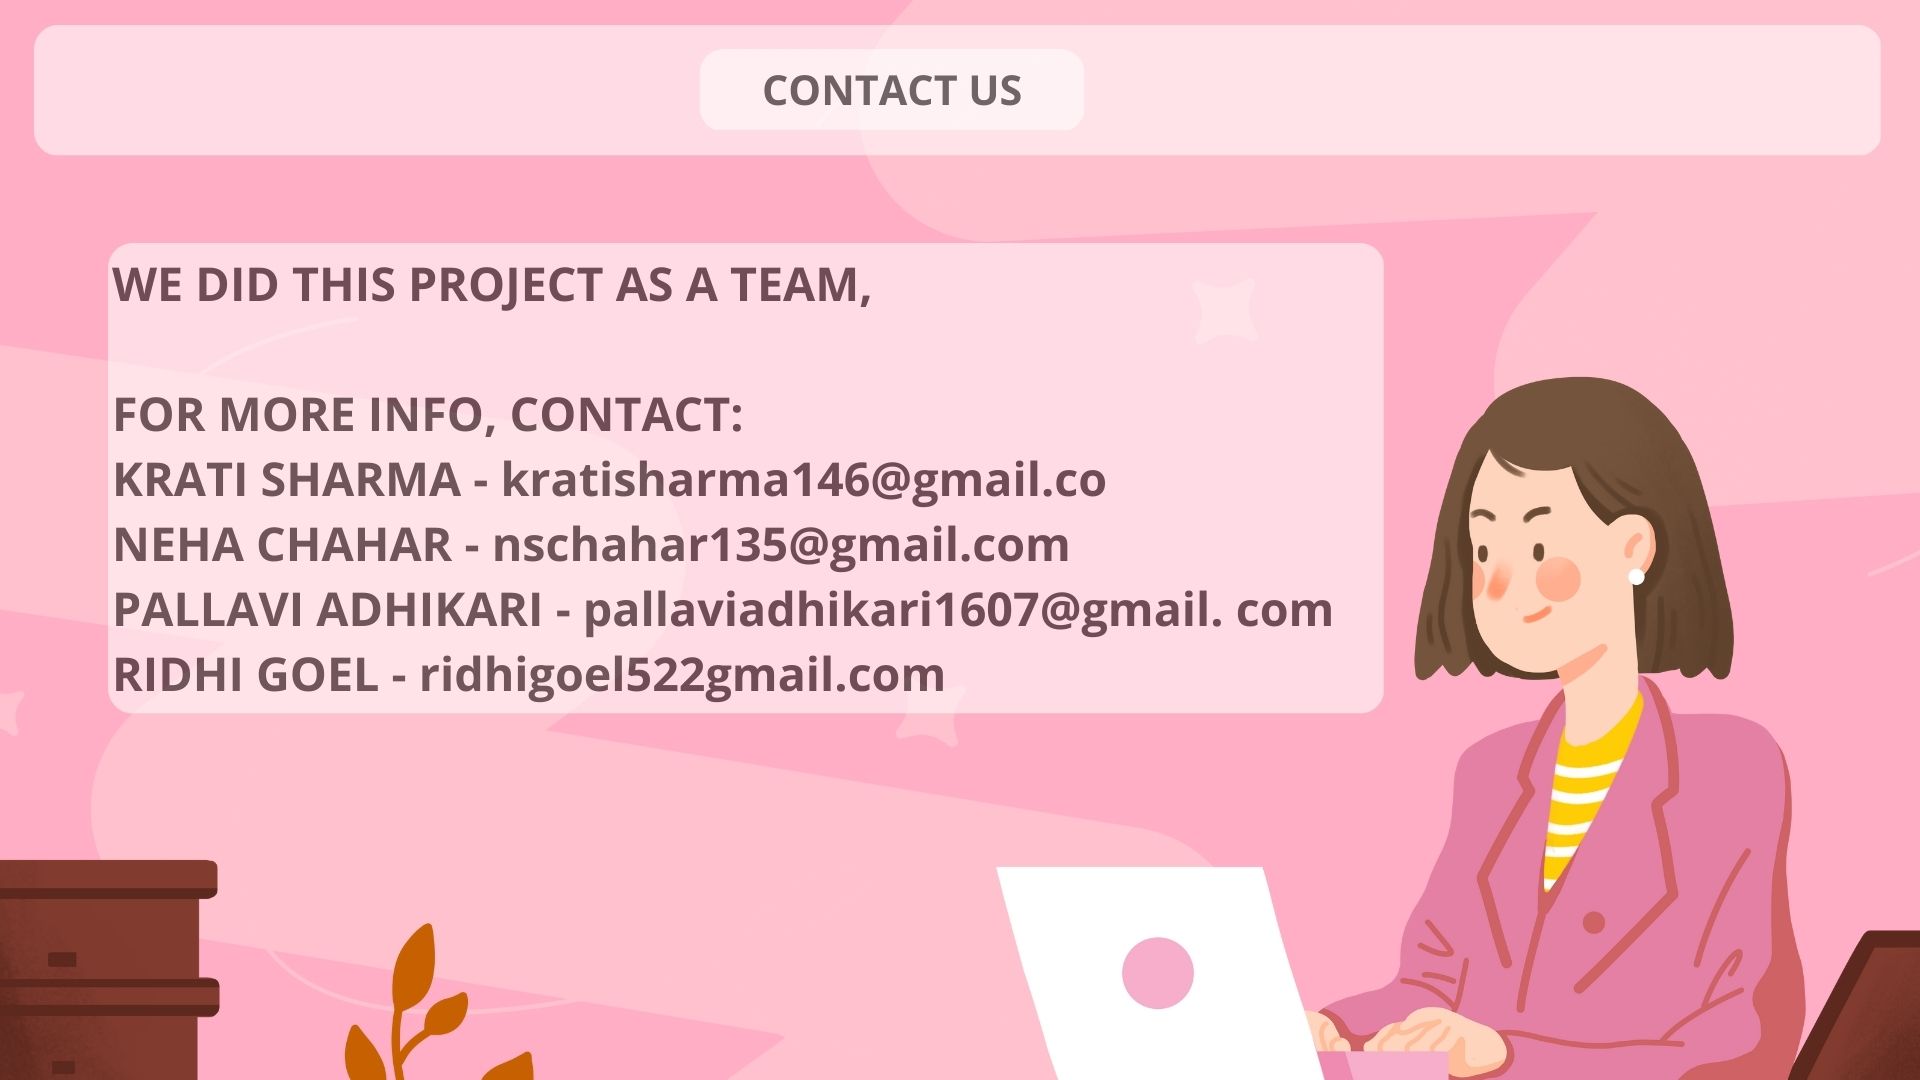 CONTACT US
WE DID THIS PROJECT AS A TEAM,
FOR MORE INFO, CONTACT:
KRATI SHARMA - kratisharma146@gmail.co
NEHA CHAHAR - nschahar135@gmail.com
PALLAVI ADHIKARI - pallaviadhikari1607@gmail. com
RIDHI GOEL - ridhigoel522gmail.com